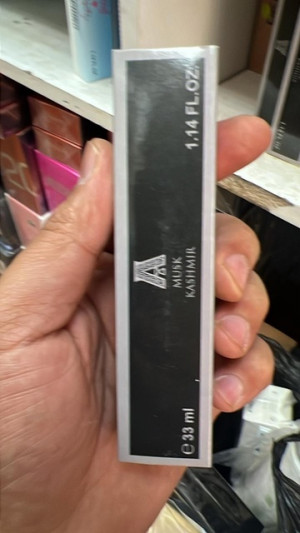 A
MUSK
KASHMIR
1.14 FL.OZ
℮ 33 ml